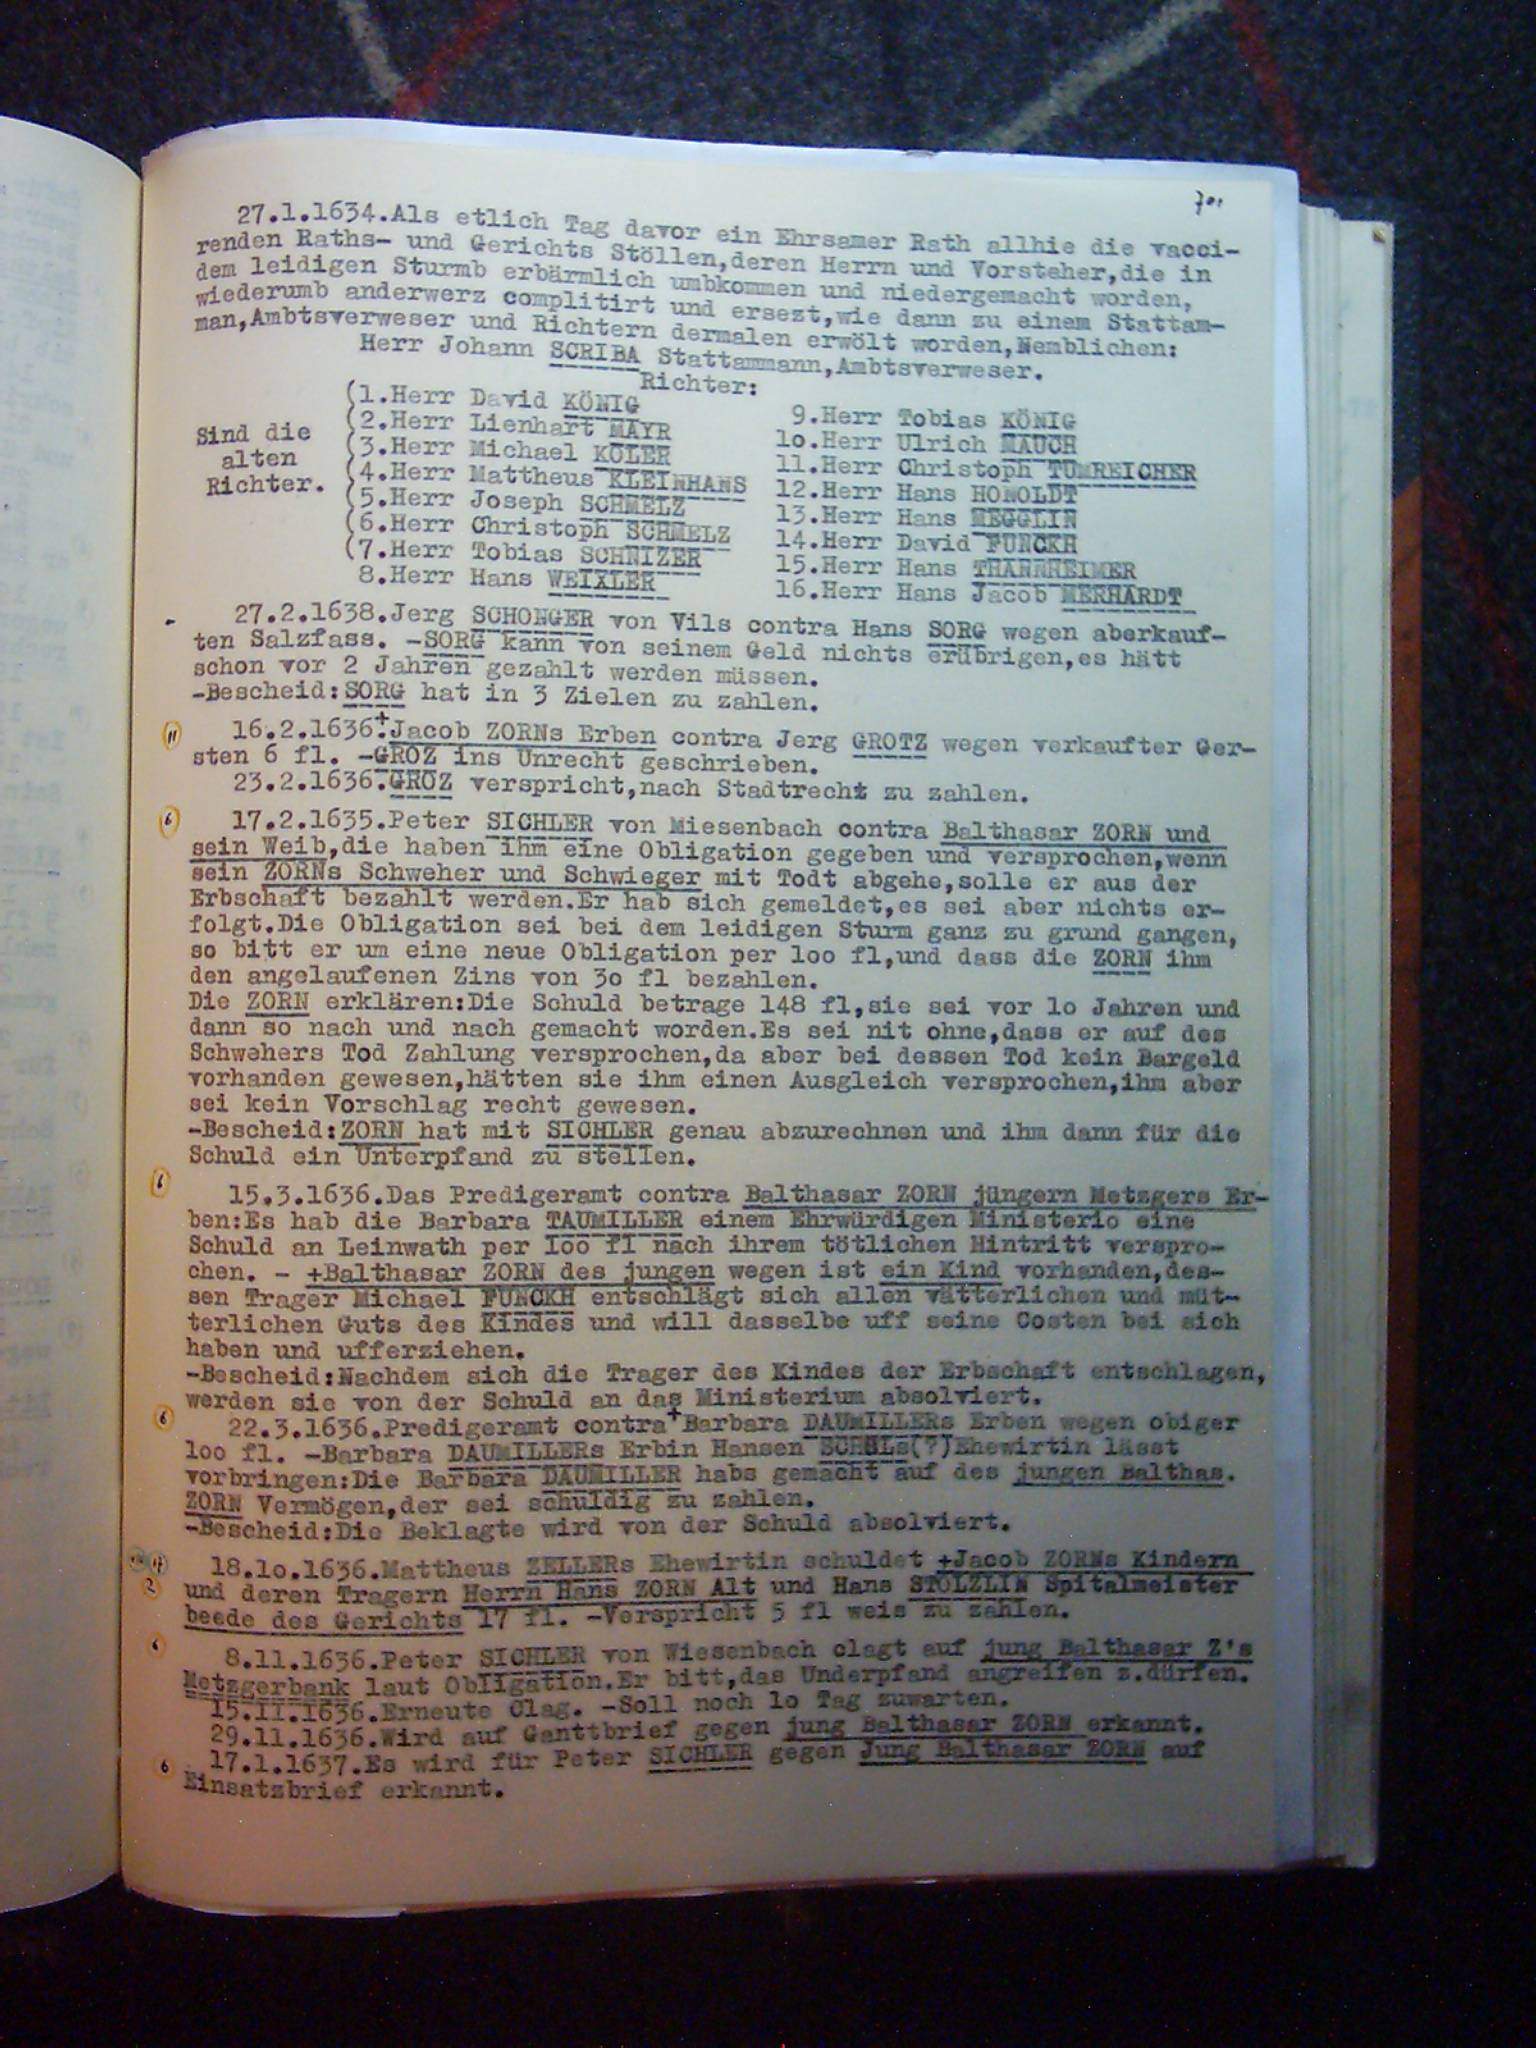 701
27.1.1634.Als etlich Tag davor ein Ehrsamer Rath allhie die vacci-
renden Raths- und Gerichts Stöllen,deren Herrn und Vorsteher,die in
dem leidigen Sturmb erbärmlich umbkommen und niedergemacht worden,
wiederumb anderwerz complitirt und ersezt,wie dann zu einem Stattam-
man,Ambtsverweser und Richtern dermalen erwölt worden,Nemblichen:
Herr Johann SCRIBA Stattammann,Ambtsverweser.
Richter:
Sind die
alten
Richter.
(1.Herr David KÖNIG
(2.Herr Lienhart MAYR
(3.Herr Michael KOLER
(4.Herr Mattheus KLEINHANS
(5.Herr Joseph SCHMELZ
(6.Herr Christoph SCHMELZ
(7.Herr Tobias SCHNIZER
8.Herr Hans WEIXLER
9.Herr Tobias KÖNIG
1o.Herr Ulrich MAUCH
11.Herr Christoph TUMREICHER
12.Herr Hans HONOLDT
13.Herr Hans MEGGLIN
14.Herr David FUNCKH
15.Herr Hans THANNHEIMER
16.Herr Hans Jacob MERHARDT
27.2.1638.Jerg SCHONGER von Vils contra Hans SORG wegen aberkauf-
ten Salzfass. -SORG kann von seinem Geld nichts erübrigen,es hätt
schon vor 2 Jahren gezahlt werden müssen.
-Bescheid:SORG hat in 3 Zielen zu zahlen.
11 16.2.1636.+Jacob ZORNs Erben contra Jerg GROTZ wegen verkaufter Ger-
sten 6 fl. -GROZ ins Unrecht geschrieben.
23.2.1636.GROZ verspricht,nach Stadtrecht zu zahlen.
6 17.2.1635.Peter SICHLER von Miesenbach contra Balthasar ZORN und
sein Weib,die haben ihm eine Obligation gegeben und versprochen,wenn
sein ZORNs Schweher und Schwieger mit Todt abgehe,solle er aus der
Erbschaft bezahlt werden.Er hab sich gemeldet,es sei aber nichts er-
folgt.Die Obligation sei bei dem leidigen Sturm ganz zu grund gangen,
so bitt er um eine neue Obligation per 1oo fl,und dass die ZORN ihm
den angelaufenen Zins von 3o fl bezahlen.
Die ZORN erklären:Die Schuld betrage 148 fl,sie sei vor 1o Jahren und
dann so nach und nach gemacht worden.Es sei nit ohne,dass er auf des
Schwehers Tod Zahlung versprochen,da aber bei dessen Tod kein Bargeld
vorhanden gewesen,hätten sie ihm einen Ausgleich versprochen,ihm aber
sei kein Vorschlag recht gewesen.
-Bescheid:ZORN hat mit SICHLER genau abzurechnen und ihm dann für die
Schuld ein Unterpfand zu stellen.
6 15.3.1636.Das Predigeramt contra Balthasar ZORN jüngern Metzgers Er-
ben:Es hab die Barbara TAUMILLER einem Ehrwürdigen Ministerio eine
Schuld an Leinwath per 1oo fl nach ihrem tötlichen Hintritt verspro-
chen. - +Balthasar ZORN des jungen wegen ist ein Kind vorhanden,des-
sen Trager Michael FUNCKH entschlägt sich allen vätterlichen und müt-
terlichen Guts des Kindes und will dasselbe uff seine Costen bei sich
haben und ufferziehen.
-Bescheid:Nachdem sich die Trager des Kindes der Erbschaft entschlagen,
werden sie von der Schuld an das Ministerium absolviert.
6 22.3.1636.Predigeramt contra +Barbara DAUMILLERs Erben wegen obiger
1oo fl. -Barbara DAUMILLERs Erbin Hansen SCHÜLs(?)Ehewirtin lässt
vorbringen:Die Barbara DAUMILLER habs gemacht auf des jungen Balthas.
ZORN Vermögen,der sei schuldig zu zahlen.
-Bescheid:Die Beklagte wird von der Schuld absolviert.
17 18.1o.1636.Mattheus ZELLERs Ehewirtin schuldet +Jacob ZORNs Kindern
2 und deren Tragern Herrn Hans ZORN Alt und Hans STOLZLIN Spitalmeister
beede des Gerichts 17 fl. -Verspricht 5 fl weis zu zahlen.
6 8.11.1636.Peter SICHLER von Wiesenbach clagt auf jung Balthasar Z's
Metzgerbank laut Obligation.Er bitt,das Underpfand angreifen z.dürfen.
15.11.1636.Erneute Clag. -Soll noch 1o Tag zuwarten.
29.11.1636.Wird auf Ganttbrief gegen jung Balthasar ZORN erkannt.
6 17.1.1637.Es wird für Peter SICHLER gegen Jung Balthasar ZORN auf
Einsatzbrief erkannt.